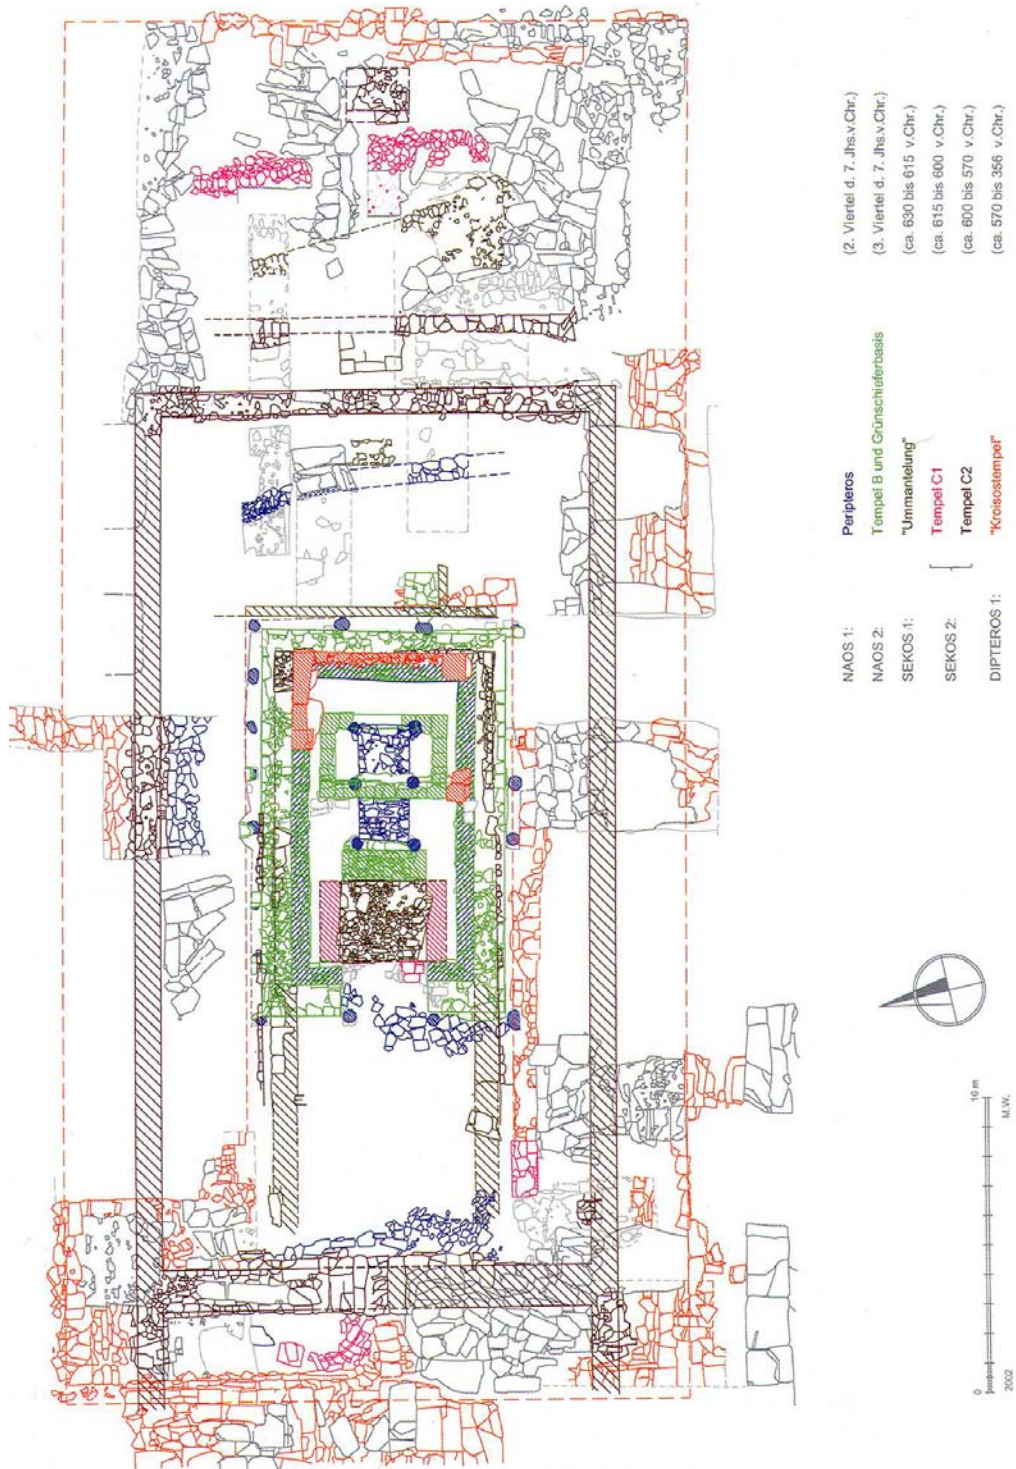 NAOS 1: Peripteros (2. Viertel d. 7. Jhs.v.Chr.)
NAOS 2: Tempel B und Grünschieferbasis (3. Viertel d. 7. Jhs.v.Chr.)
SEKOS 1: "Ummantelung" (ca. 630 bis 615 v.Chr.)
SEKOS 2: Tempel C1 (ca. 615 bis 600 v.Chr.)
Tempel C2 (ca. 600 bis 570 v.Chr.)
DIPTEROS 1: "Kroisostempel" (ca. 570 bis 356 v.Chr.)
0 10 m
2002 M.W.